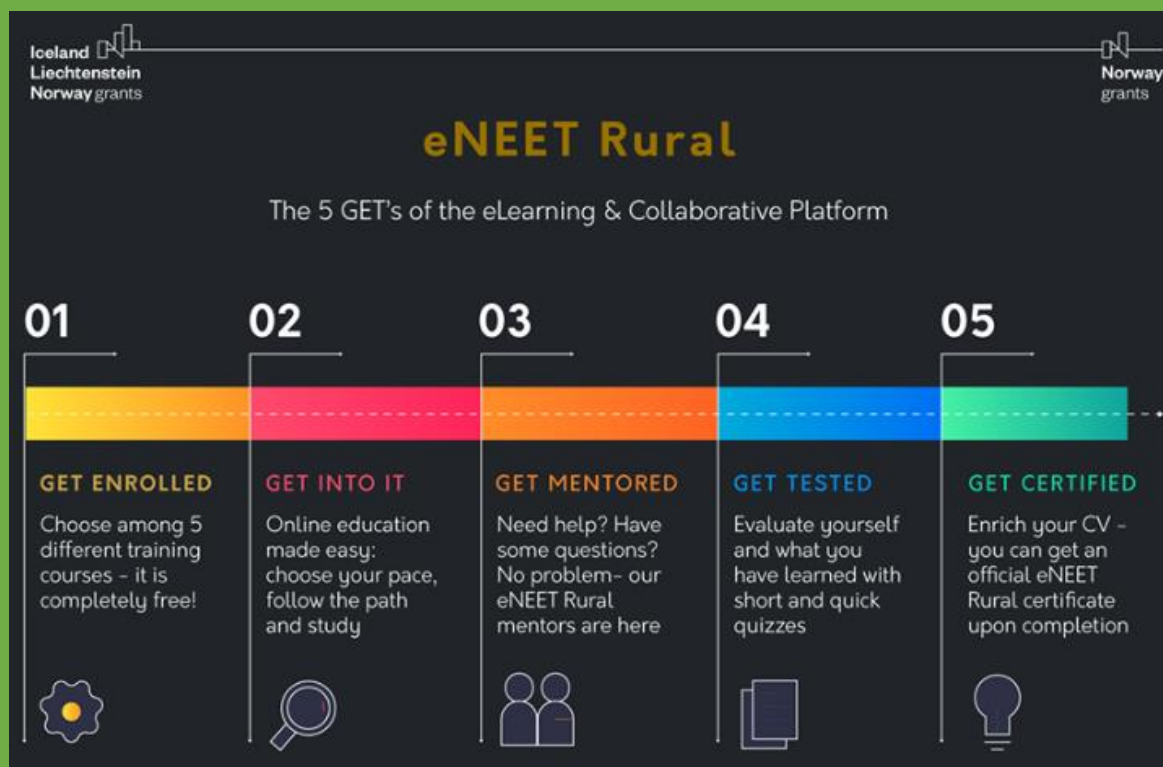 Iceland
Liechtenstein
Norway grants
Norway
grants
eNEET Rural
The 5 GET's of the eLearning & Collaborative Platform
01
02
03
04
05
GET ENROLLED
Choose among 5
different training
courses - it is
completely free!
GET INTO IT
Online education
made easy:
choose your pace,
follow the path
and study
GET MENTORED
Need help? Have
some questions?
No problem- our
eNEET Rural
mentors are here
GET TESTED
Evaluate yourself
and what you
have learned with
short and quick
quizzes
GET CERTIFIED
Enrich your CV -
you can get an
official eNEET
Rural certificate
upon completion